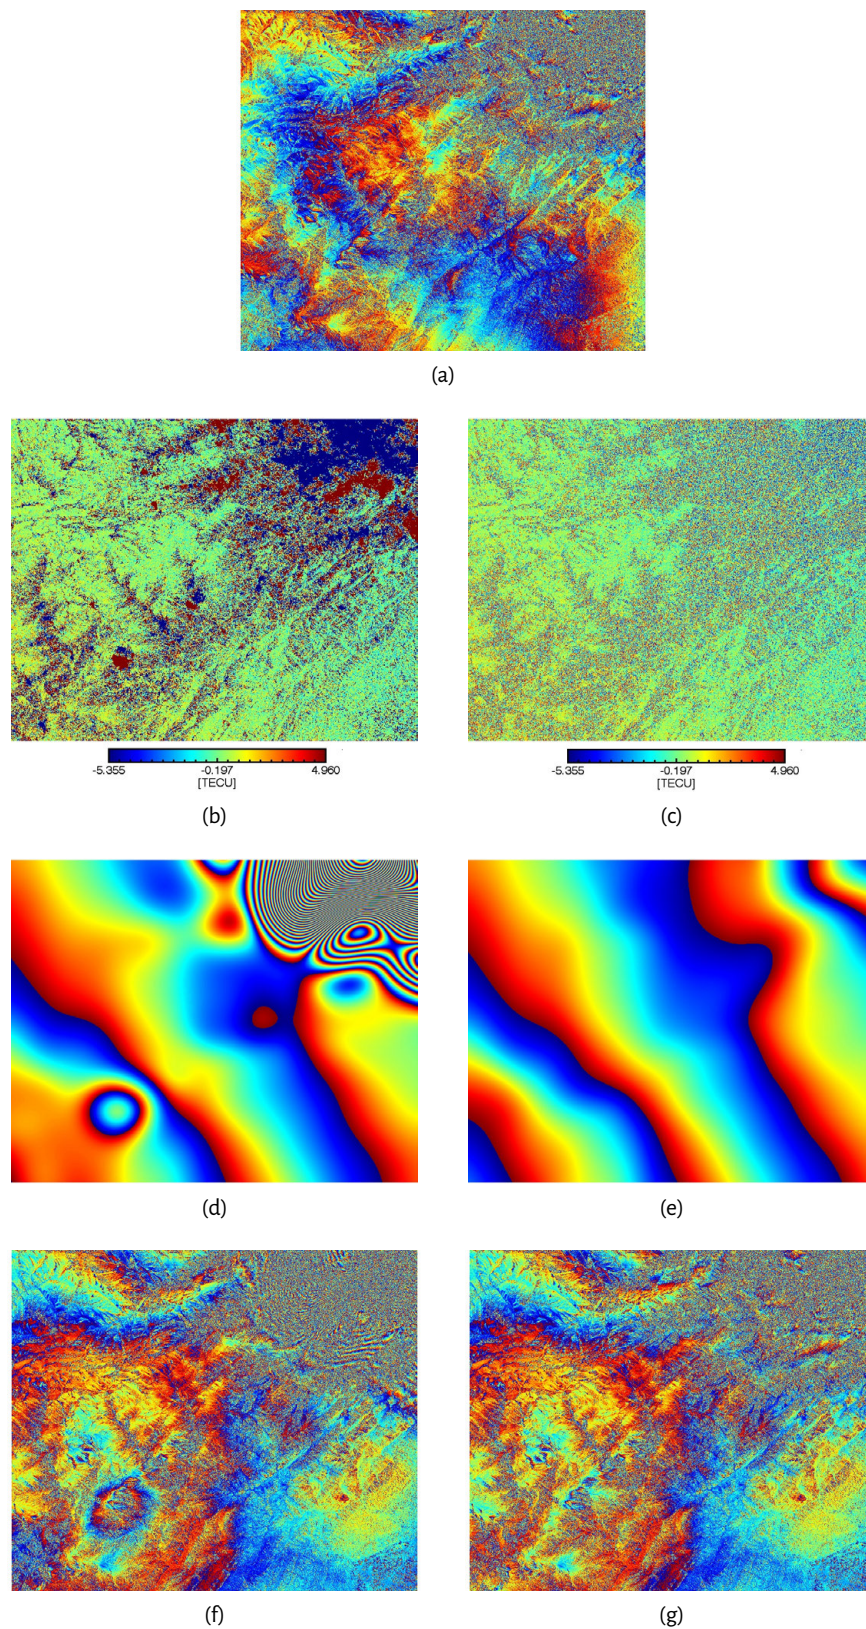 (a)
-5.355 -0.197 4.960
[TECU]
(b)
-5.355 -0.197 4.960
[TECU]
(c)
(d)
(e)
(f)
(g)